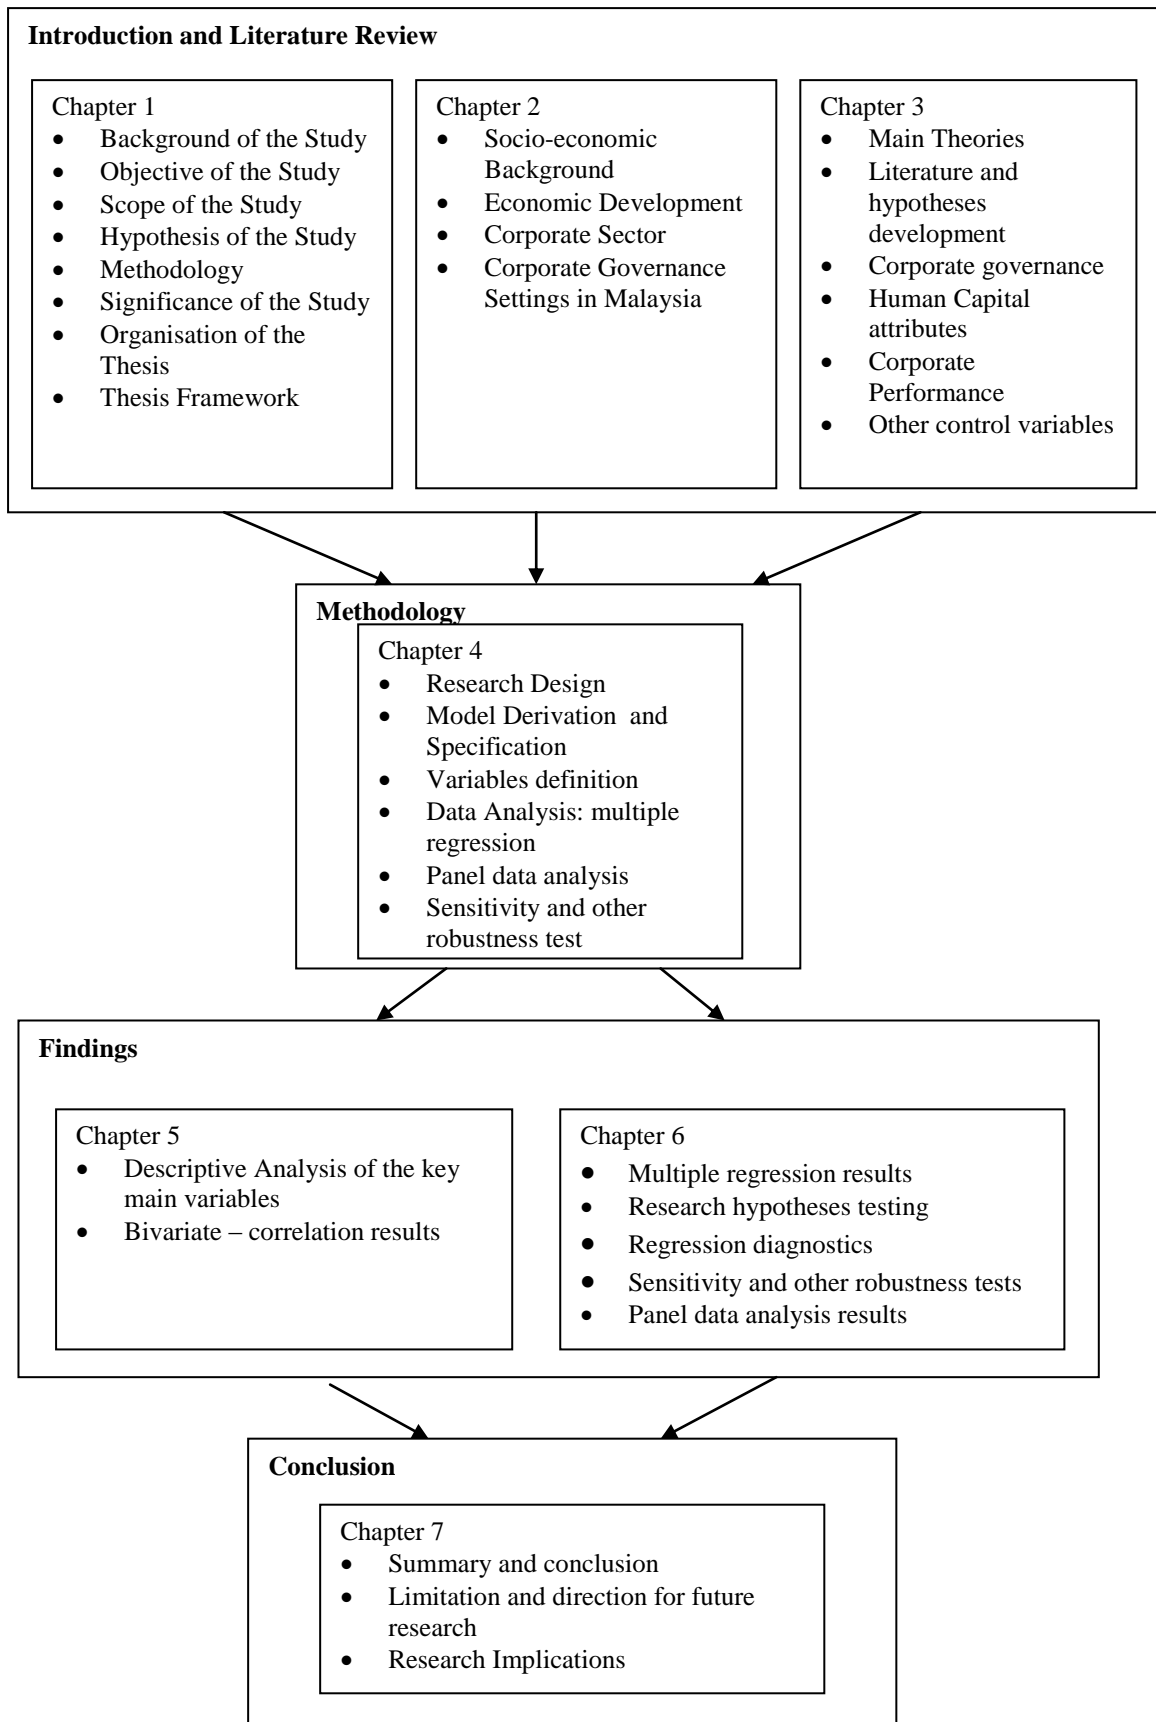 Introduction and Literature Review
Chapter 1
• Background of the Study
• Objective of the Study
• Scope of the Study
• Hypothesis of the Study
• Methodology
• Significance of the Study
• Organisation of the
Thesis
• Thesis Framework
Chapter 2
• Socio-economic
Background
• Economic Development
• Corporate Sector
• Corporate Governance
Settings in Malaysia
Chapter 3
• Main Theories
• Literature and
hypotheses
development
• Corporate governance
• Human Capital
attributes
• Corporate
Performance
• Other control variables
Methodology
Chapter 4
• Research Design
• Model Derivation  and
Specification
• Variables definition
• Data Analysis: multiple
regression
• Panel data analysis
• Sensitivity and other
robustness test
Findings
Chapter 5
• Descriptive Analysis of the key
main variables
• Bivariate – correlation results
Chapter 6
• Multiple regression results
• Research hypotheses testing
• Regression diagnostics
• Sensitivity and other robustness tests
• Panel data analysis results
Conclusion
Chapter 7
• Summary and conclusion
• Limitation and direction for future
research
• Research Implications